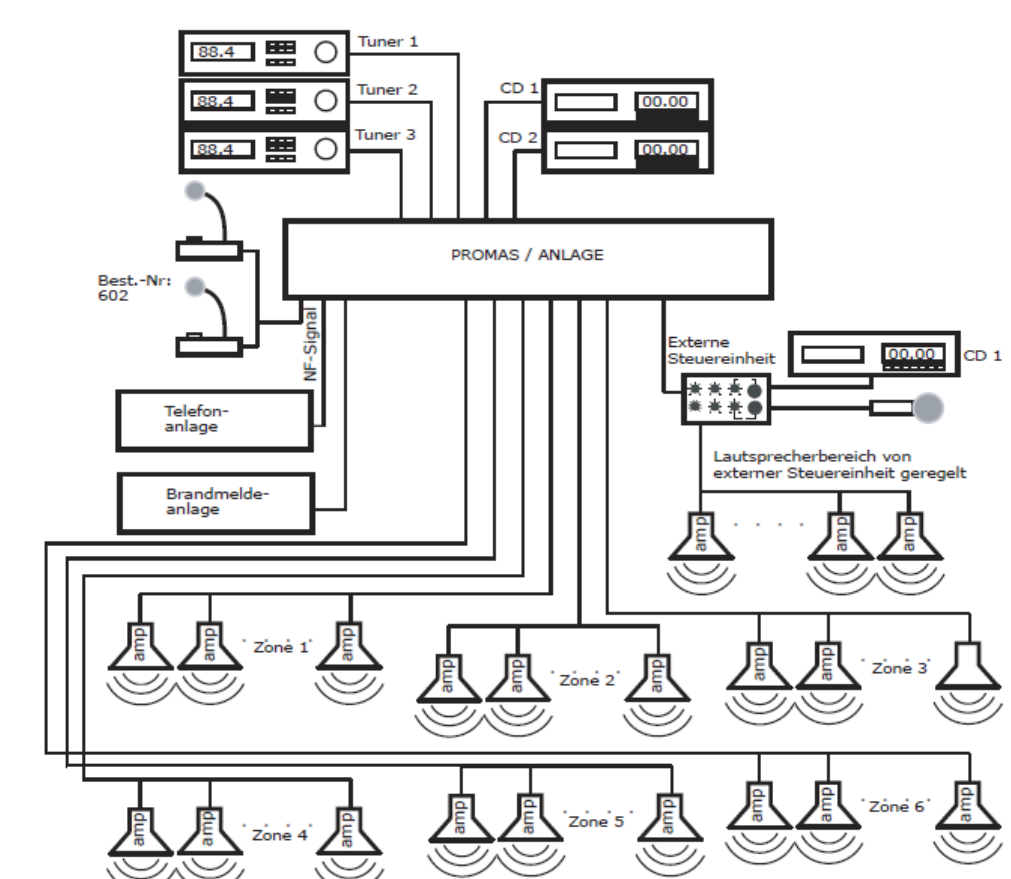 88.4
Tuner 1
88.4
Tuner 2
88.4
Tuner 3
CD 1
00.00
CD 2
00.00
PROMAS / ANLAGE
Best.-Nr:
602
NF-Signal
Telefon-
anlage
Brandmelde-
anlage
Externe
Steuereinheit
00.00
CD 1
Lautsprecherbereich von
externer Steuereinheit geregelt
amp
amp
amp
amp
amp
Zone 1
amp
amp
amp
Zone 2
amp
amp
amp
Zone 3
amp
amp
Zone 4
amp
amp
amp
Zone 5
amp
amp
amp
Zone 6
amp